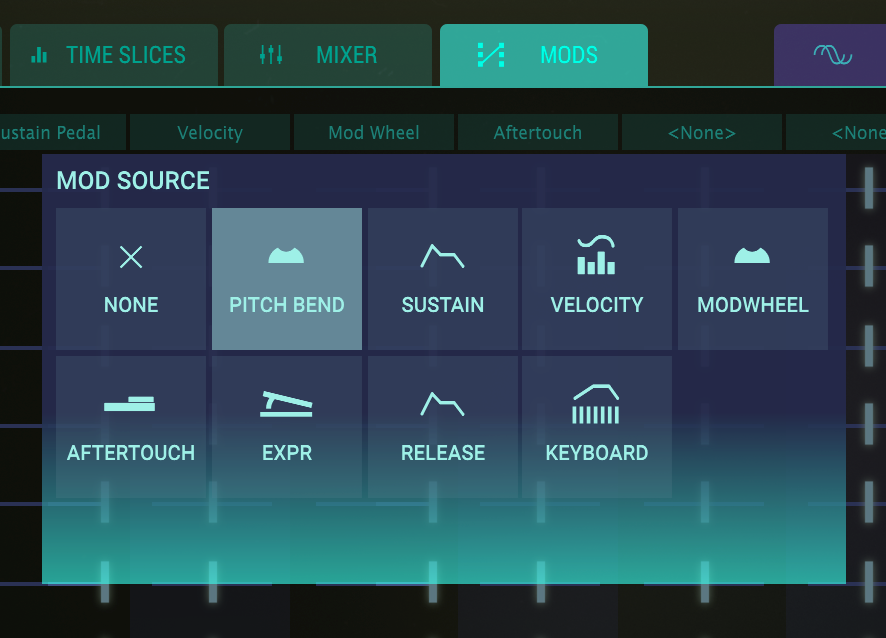 TIME SLICES MIXER MODS
ustain Pedal Velocity Mod Wheel Aftertouch <None> <None
MOD SOURCE
NONE PITCH BEND SUSTAIN VELOCITY MODWHEEL
AFTERTOUCH EXPR RELEASE KEYBOARD